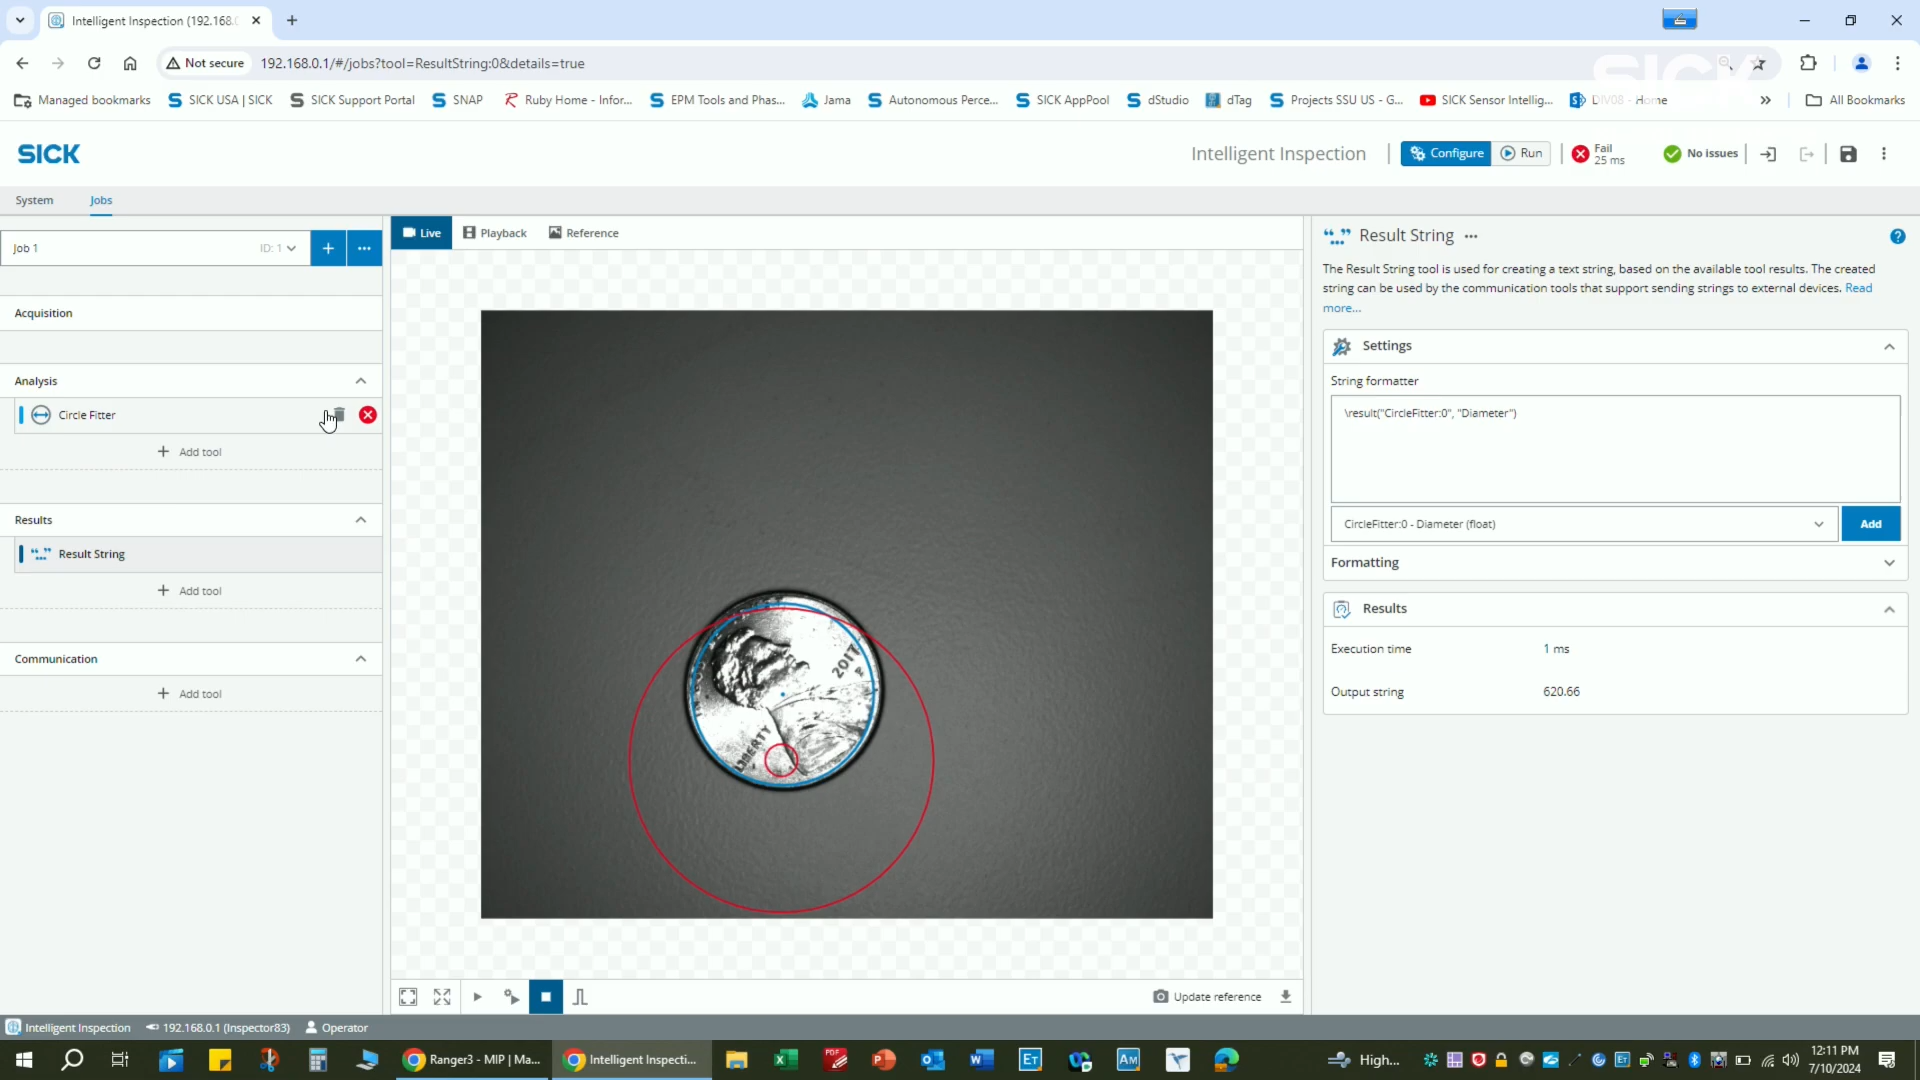 Intelligent Inspection (192.168.
Not secure
192.168.0.1/#/jobs?tool=ResultString:0&details=true
SICK
Managed bookmarks
SICK USA | SICK
SICK Support Portal
SNAP
Ruby Home - Infor...
EPM Tools and Phas...
Jama
Autonomous Perce...
SICK AppPool
dStudio
dTag
Projects SSU US - G...
SICK Sensor Intellig...
DIV08 - Home
All Bookmarks
SICK
Intelligent Inspection
Configure
Run
Fail
25 ms
No issues
System
Jobs
Job 1
ID: 1
Live
Playback
Reference
Acquisition
Analysis
Circle Fitter
Add tool
Results
Result String
Add tool
Communication
Add tool
2017
P
LIBERTY
Update reference
Result String
The Result String tool is used for creating a text string, based on the available tool results. The created
string can be used by the communication tools that support sending strings to external devices. Read
more...
Settings
String formatter
\result("CircleFitter:0", "Diameter")
CircleFitter:0 - Diameter (float)
Add
Formatting
Results
Execution time
1 ms
Output string
620.66
Intelligent Inspection
192.168.0.1 (Inspector83)
Operator
Ranger3 - MIP | Ma...
Intelligent Inspecti...
PDF
ET
AM
High...
ET
12:11 PM
7/10/2024